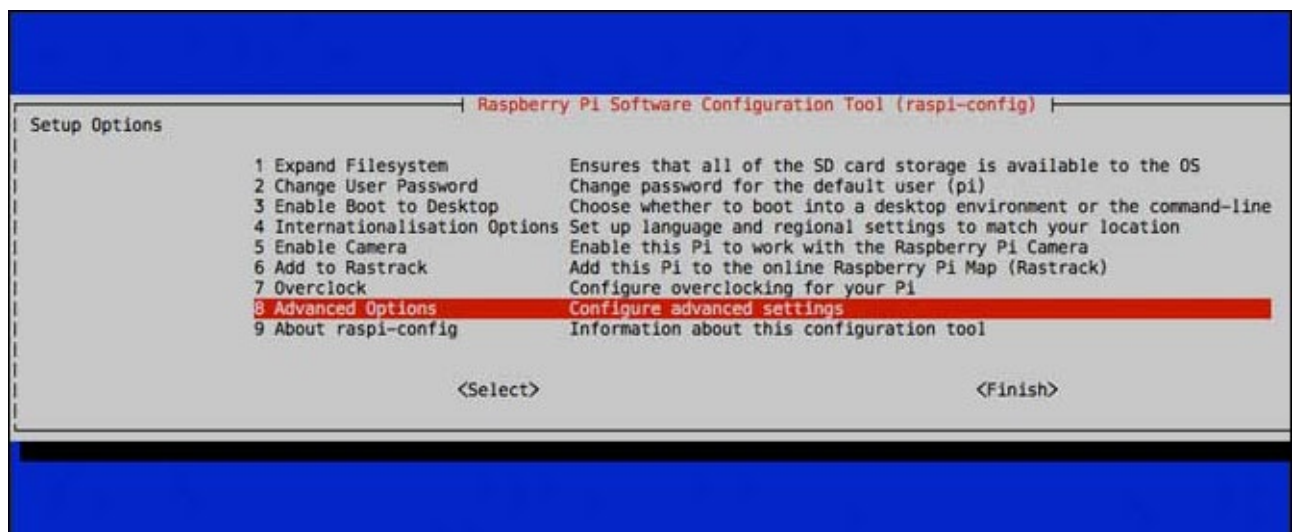 Raspberry Pi Software Configuration Tool (raspi-config)
Setup Options
1 Expand Filesystem Ensures that all of the SD card storage is available to the OS
2 Change User Password Change password for the default user (pi)
3 Enable Boot to Desktop Choose whether to boot into a desktop environment or the command-line
4 Internationalisation Options Set up language and regional settings to match your location
5 Enable Camera Enable this Pi to work with the Raspberry Pi Camera
6 Add to Rastrack Add this Pi to the online Raspberry Pi Map (Rastrack)
7 Overclock Configure overclocking for your Pi
8 Advanced Options Configure advanced settings
9 About raspi-config Information about this configuration tool
<Select> <Finish>